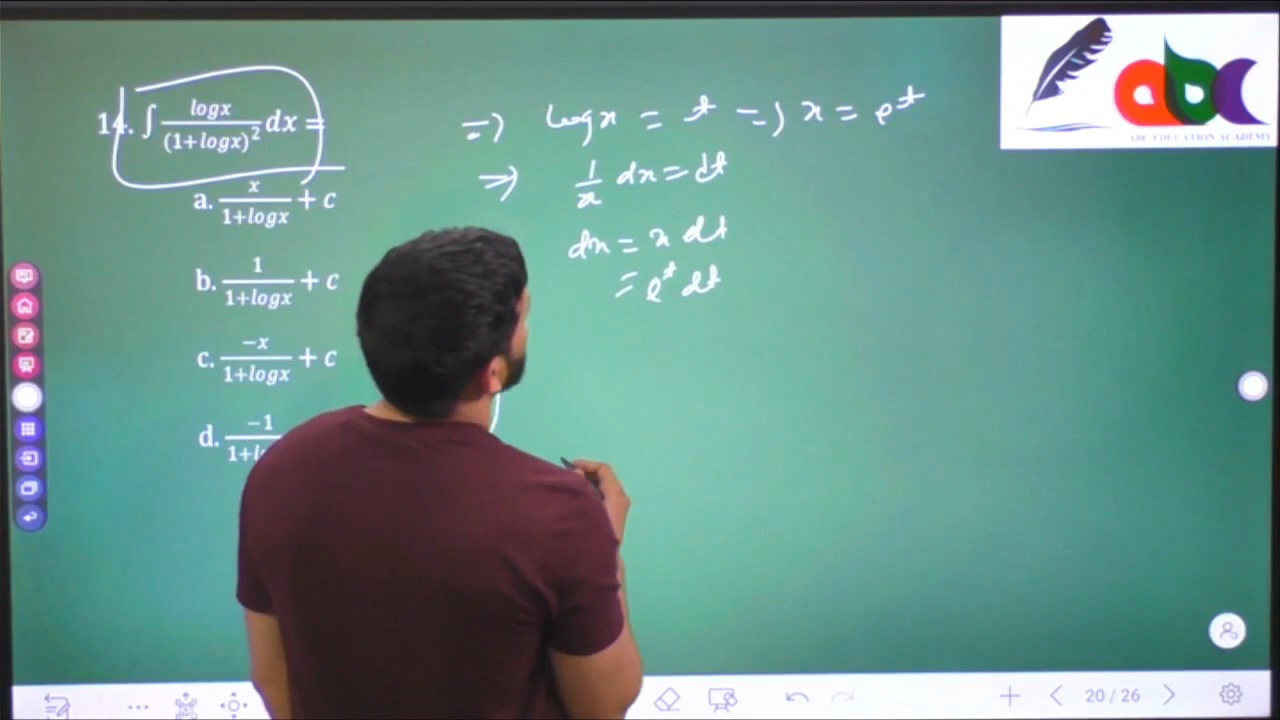 14. ∫ logx/(1+logx)² dx =
a. x/1+logx + c
b. 1/1+logx + c
c. -x/1+logx + c
d. -1/1+l
=) logx = t =) x = e^t
=> 1/x dx = dt
dx = x dt
= e^t dt
abc
ABC EDUCATION ACADEMY
20 / 26